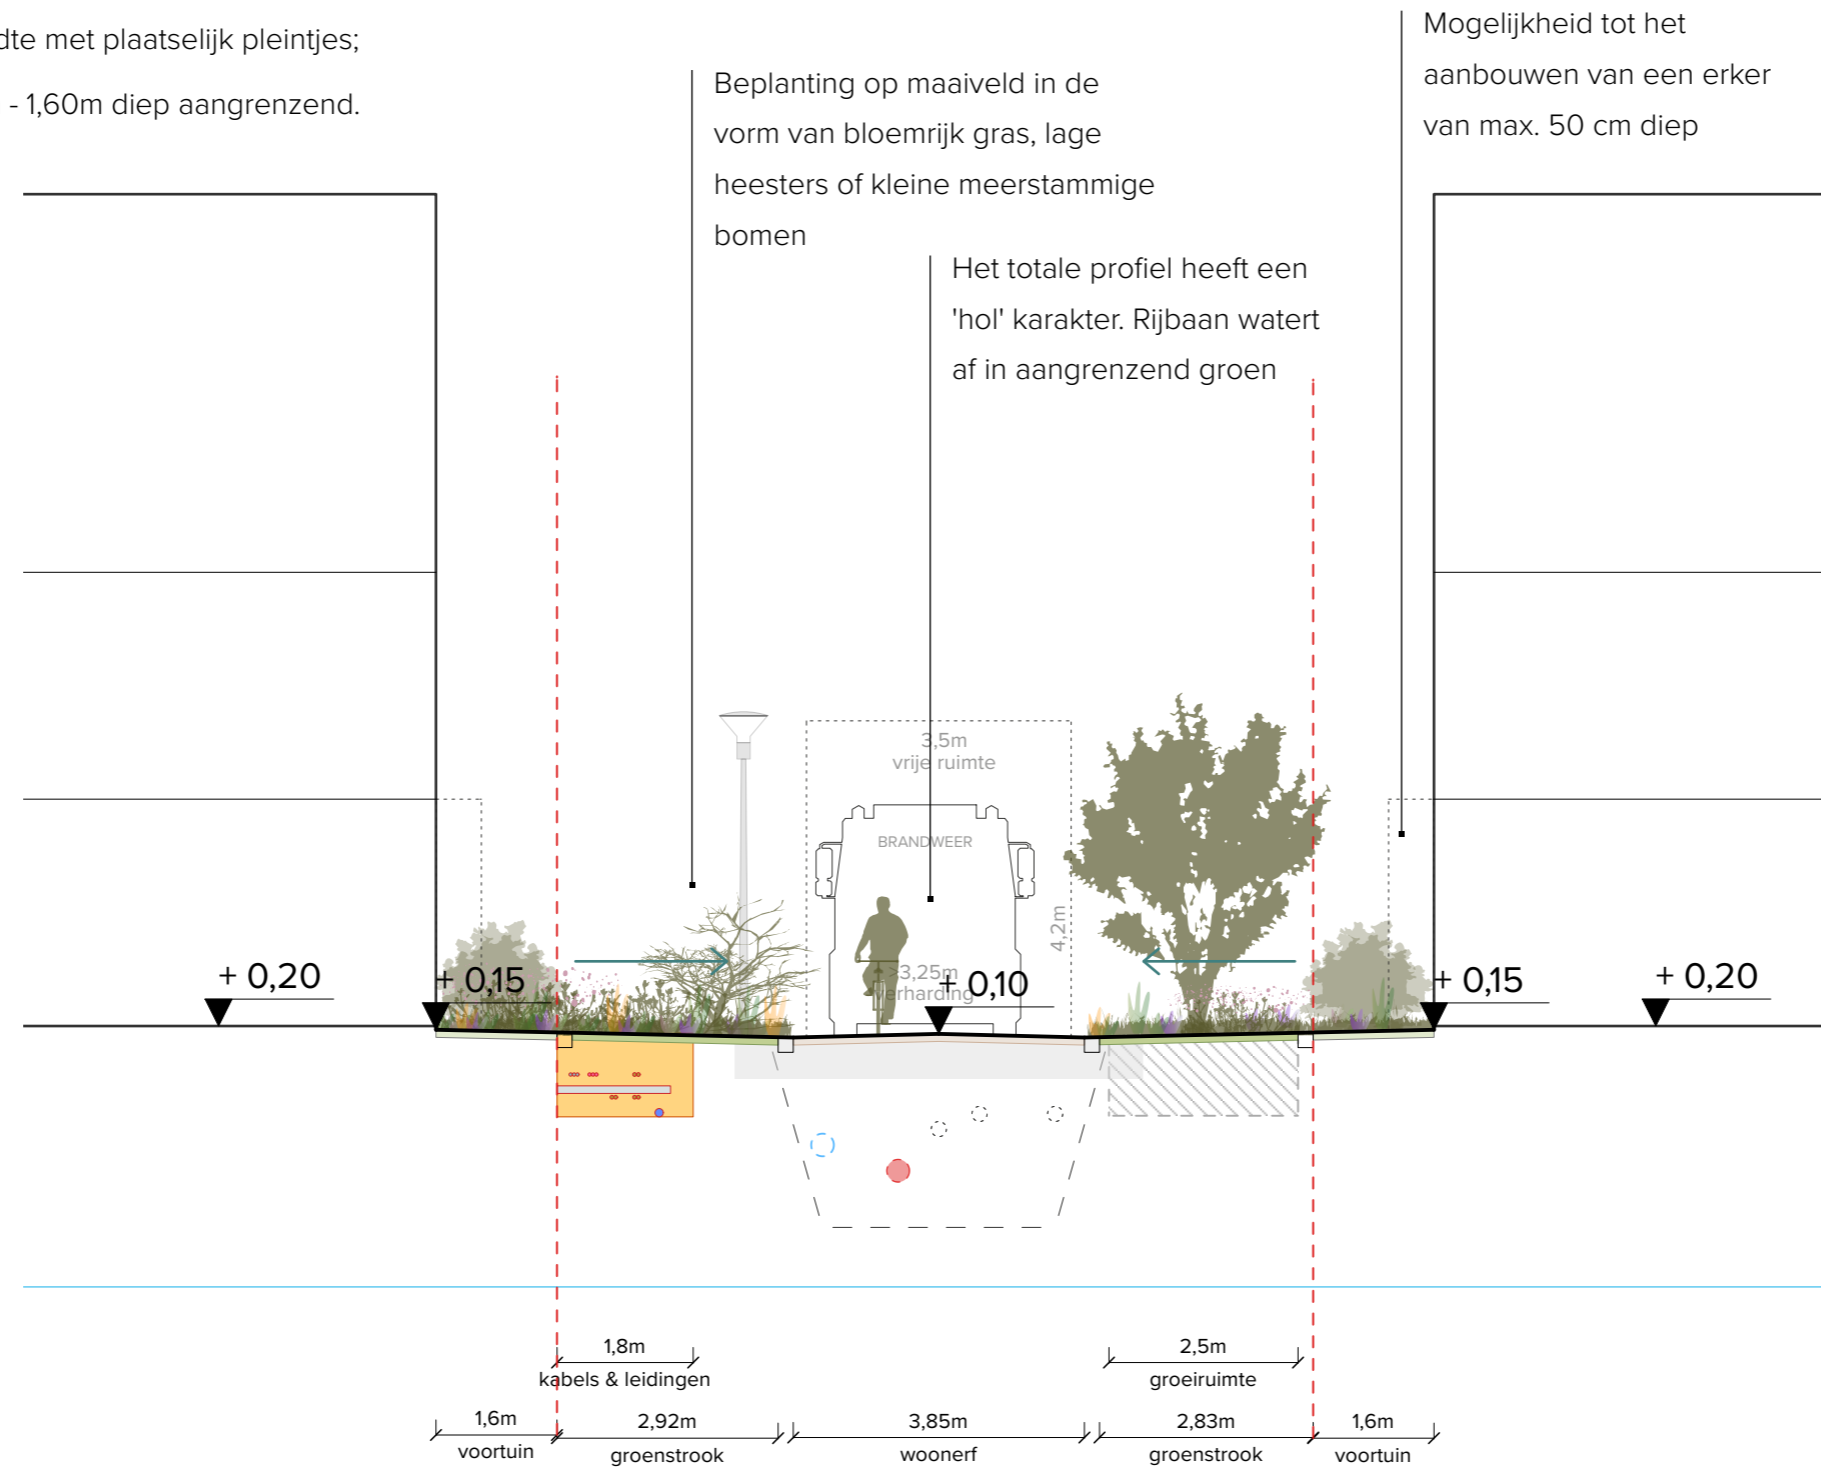 dte met plaatselijk pleintjes;
- 1,60m diep aangrenzend.
Beplanting op maaiveld in de
vorm van bloemrijk gras, lage
heesters of kleine meerstammige
bomen
Het totale profiel heeft een
'hol' karakter. Rijbaan watert
af in aangrenzend groen
Mogelijkheid tot het
aanbouwen van een erker
van max. 50 cm diep
3,5m
vrije ruimte
BRANDWEER
4,2m
>3,25m
verharding
+ 0,20
+ 0,15
+ 0,10
+ 0,15
+ 0,20
1,8m
kabels & leidingen
2,5m
groeiruimte
1,6m
voortuin
2,92m
groenstrook
3,85m
woonerf
2,83m
groenstrook
1,6m
voortuin